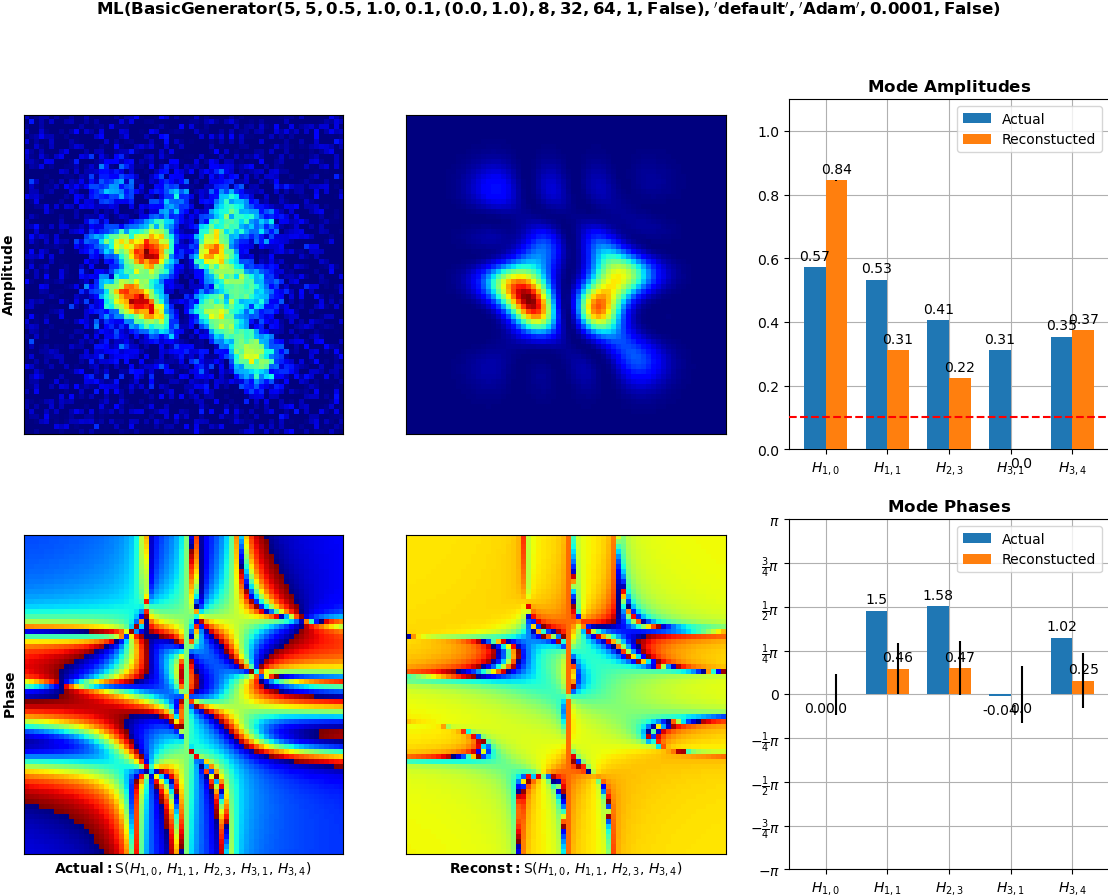 ML(BasicGenerator(5, 5, 0.5, 1.0, 0.1, (0.0, 1.0), 8, 32, 64, 1, False), ′default′, ′Adam′, 0.0001, False)
Amplitude
Mode Amplitudes
Actual
Reconstucted
1.0
0.8
0.6
0.4
0.2
0.0
0.57
0.84
0.53
0.31
0.41
0.22
0.31
0.0
0.35
0.37
H1,0
H1,1
H2,3
H3,1
H3,4
Phase
Actual: S(H1,0, H1,1, H2,3, H3,1, H3,4)
Reconst: S(H1,0, H1,1, H2,3, H3,4)
Mode Phases
Actual
Reconstucted
π
3/4π
1/2π
1/4π
0
−1/4π
−1/2π
−3/4π
−π
0.0
0.0
1.5
0.46
1.58
0.47
-0.04
0.0
1.02
0.25
H1,0
H1,1
H2,3
H3,1
H3,4